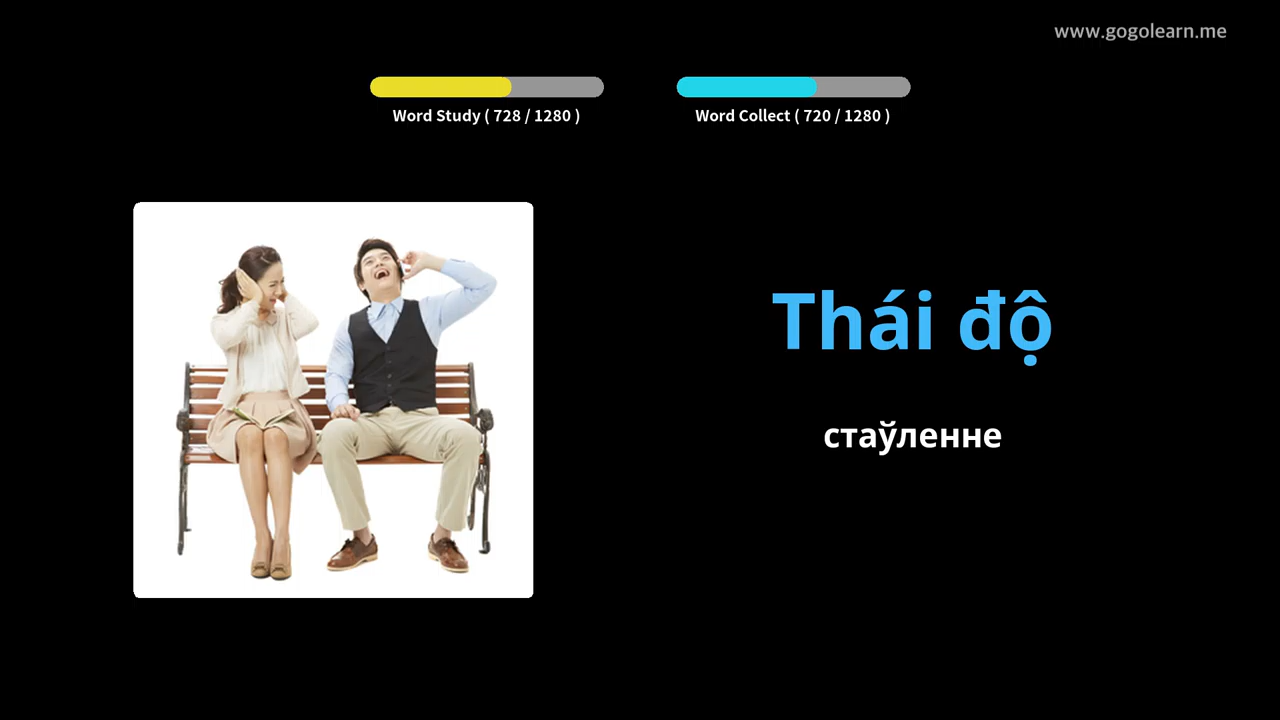 www.gogolearn.me
Word Study ( 728 / 1280 )
Word Collect ( 720 / 1280 )
Thái độ
стаўленне